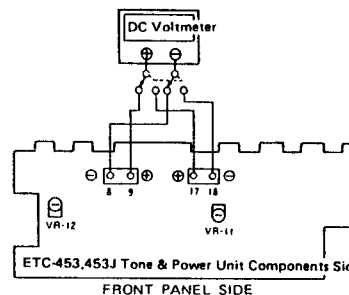 DC Voltmeter
⊕ ⊖
⊖ ⊕ ⊕ ⊖
8 9 17 18
VR-12 VR-11
ETC-453,453J Tone & Power Unit Components Sid
FRONT PANEL SIDE